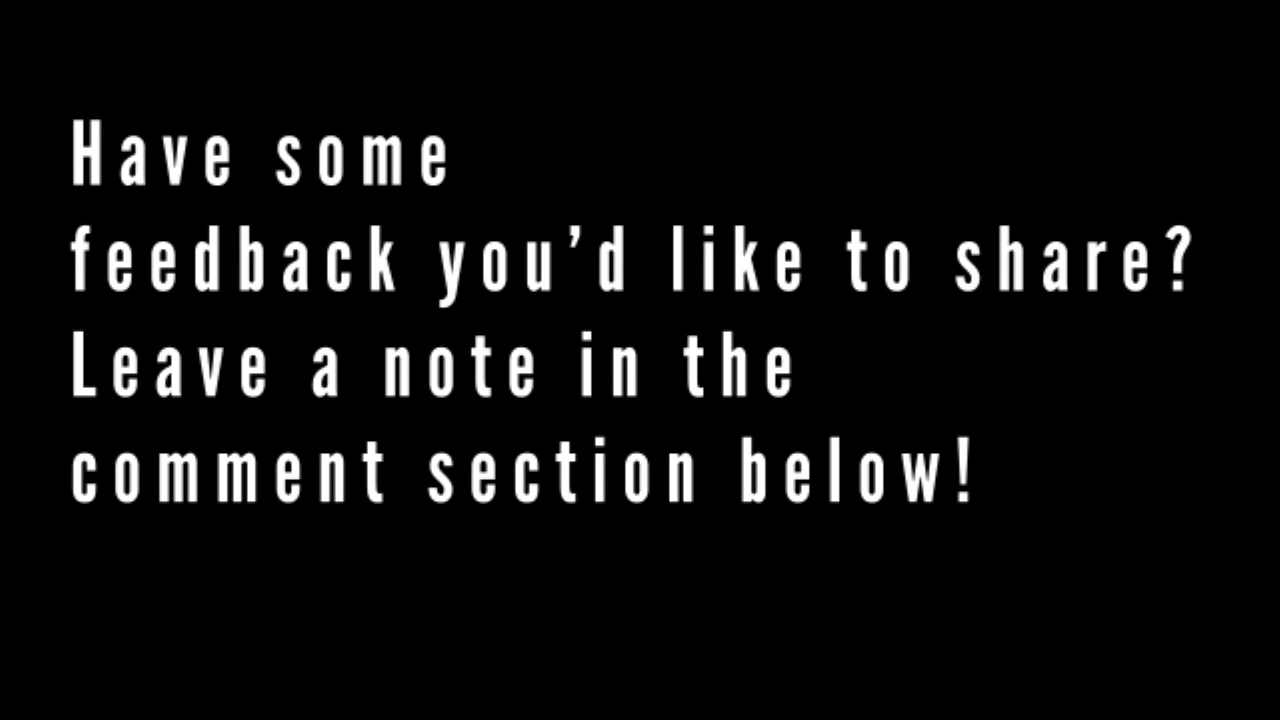 Have some
feedback you’d like to share?
Leave a note in the
comment section below!